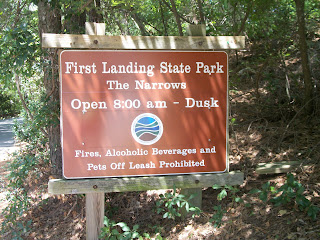 First Landing State Park
The Narrows
Open 8:00 am - Dusk
Fires, Alcoholic Beverages and
Pets Off Leash Prohibited